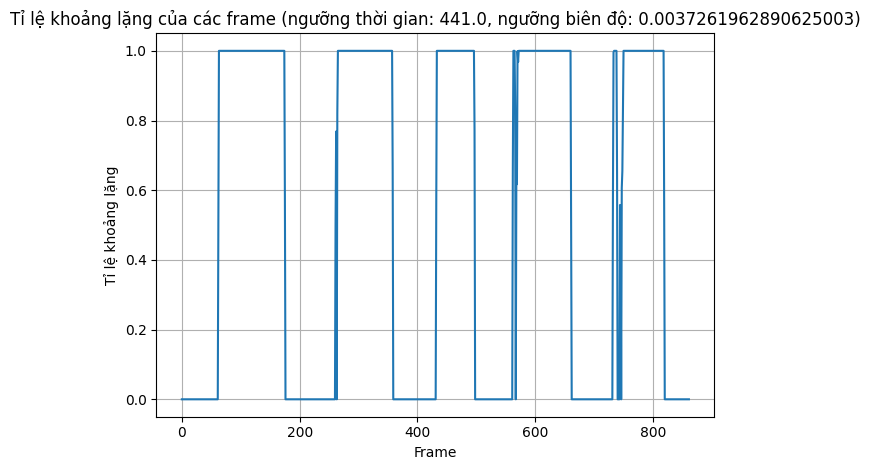 Tỉ lệ khoảng lặng của các frame (ngưỡng thời gian: 441.0, ngưỡng biên độ: 0.0037261962890625003)
1.0
0.8
0.6
0.4
0.2
0.0
Tỉ lệ khoảng lặng
0 200 400 600 800
Frame